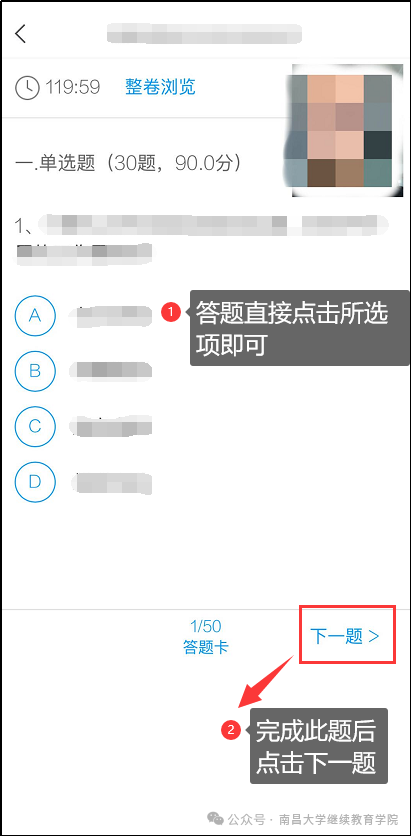 119:59 整卷浏览
一.单选题（30题，90.0分）
1、
A
1 答题直接点击所选
项即可
B
C
D
1/50
答题卡
下一题 >
2 完成此题后
点击下一题
公众号 · 南昌大学继续教育学院